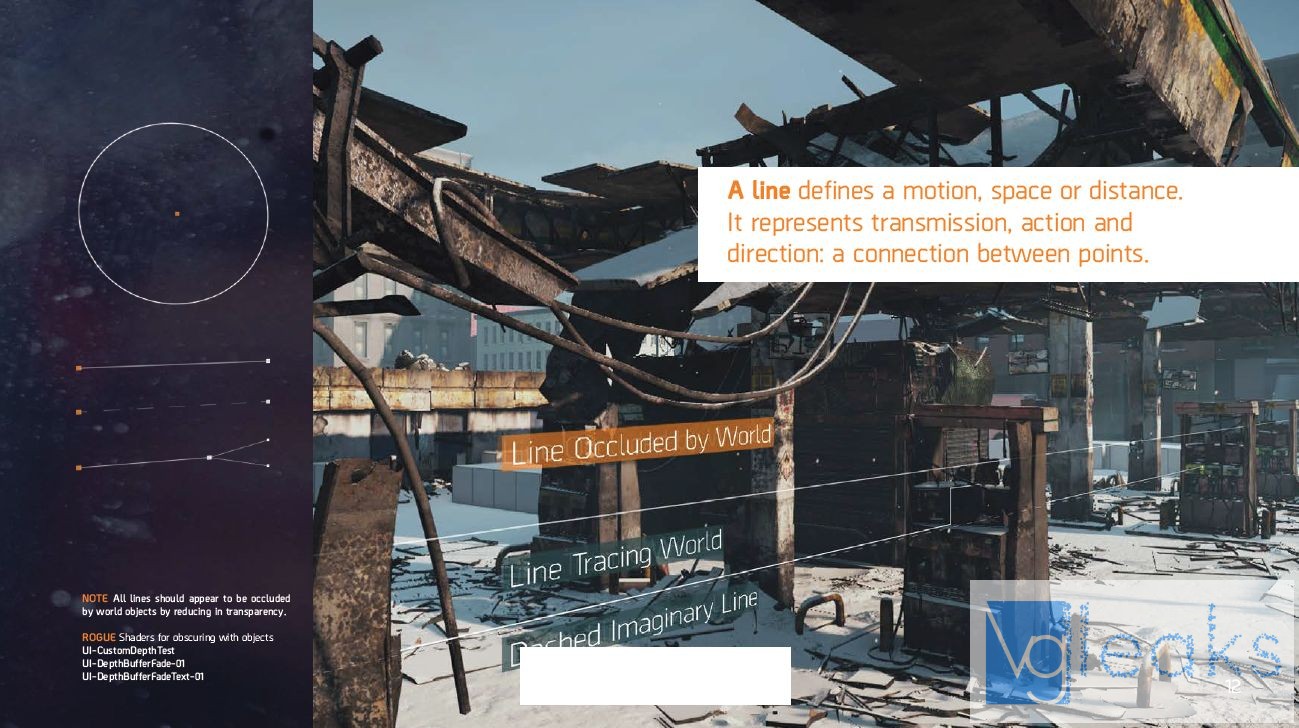 A line defines a motion, space or distance.
It represents transmission, action and
direction: a connection between points.
Line Occluded by World
Line Tracing World
Dashed Imaginary Line
NOTE All lines should appear to be occluded
by world objects by reducing in transparency.
ROGUE Shaders for obscuring with objects
UI-CustomDepthTest
UI-DepthBufferFade-01
UI-DepthBufferFadeText-01
Vgleaks
12